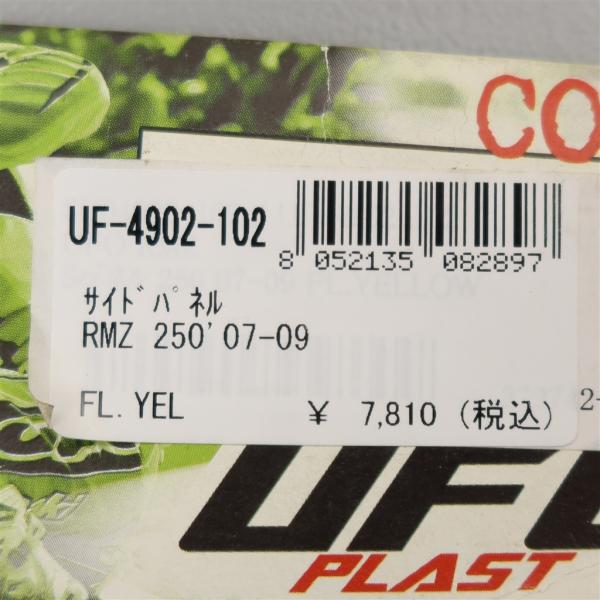 CO
UF-4902-102
8 052135 082897
ｻｲﾄﾞﾊﾟﾈﾙ
RMZ 250'07-09
FL.YEL ¥ 7,810 (税込)
2-
UF
PLAST